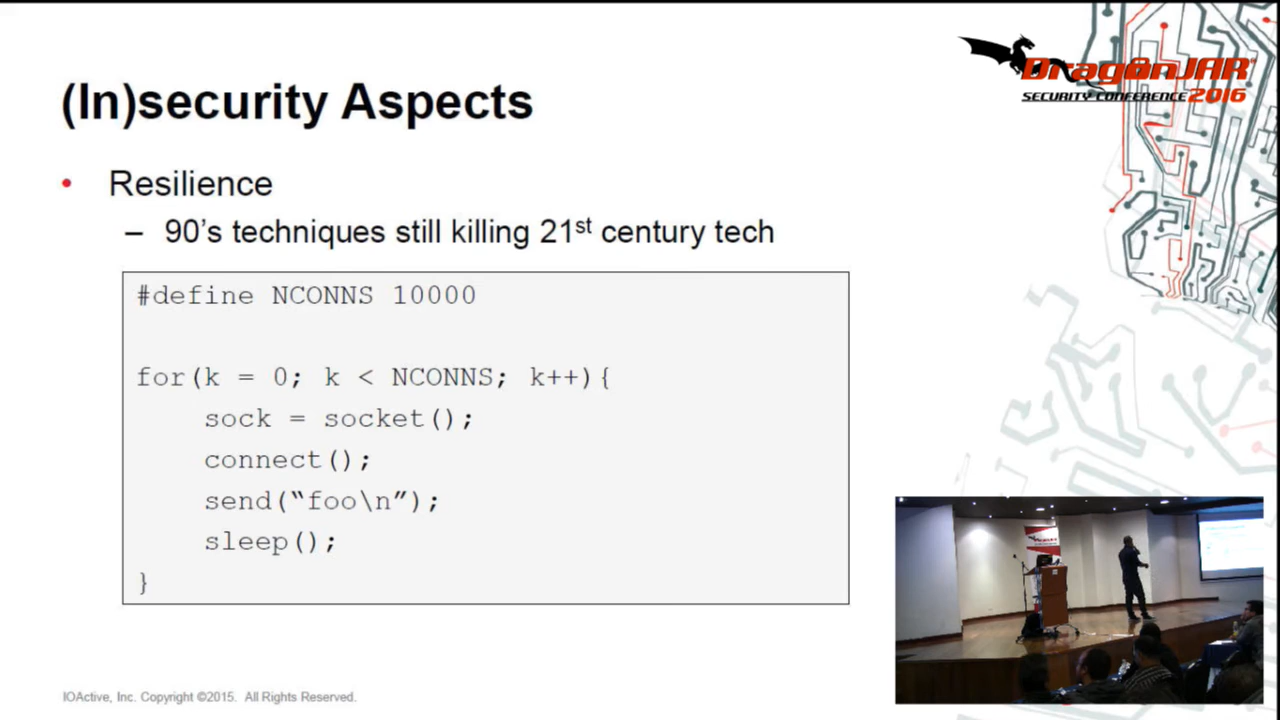 DragonJAR
SECURITY CONFERENCE 2016
(In)security Aspects
• Resilience
– 90’s techniques still killing 21st century tech
#define NCONNS 10000
for(k = 0; k < NCONNS; k++){
sock = socket();
connect();
send(“foo\n”);
sleep();
}
IOActive, Inc. Copyright ©2015. All Rights Reserved.